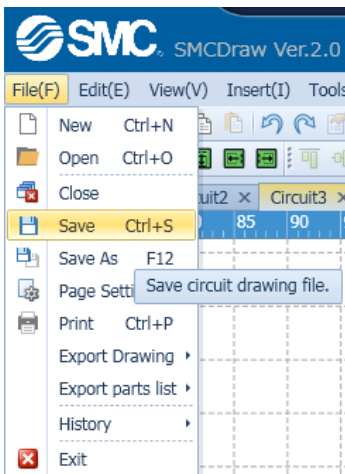 SMC. SMCDraw Ver.2.0
File(F) Edit(E) View(V) Insert(I) Tools
New Ctrl+N
Open Ctrl+O
Close
uit2 × Circuit3 ×
Save Ctrl+S
85 90
Save As F12
Save circuit drawing file.
Page Setti
Print Ctrl+P
Export Drawing
Export parts list
History
Exit